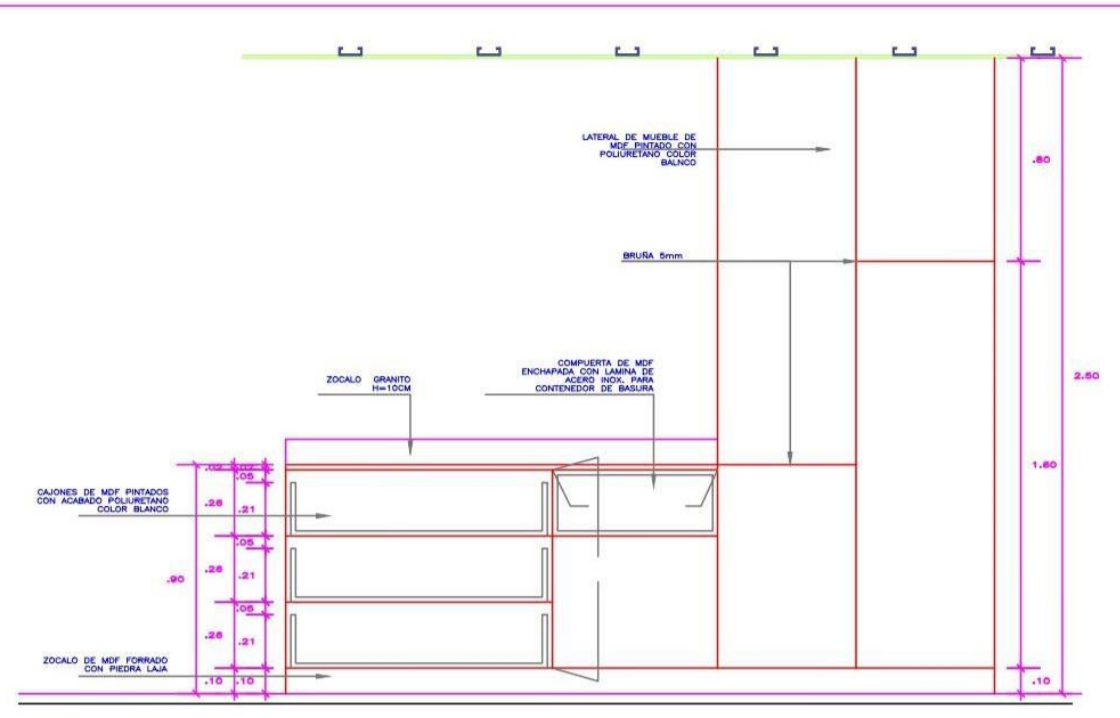 LATERAL DE MUEBLE DE
MDF PINTADO CON
POLIURETANO COLOR
BALNCO
.80
BRUÑA 5mm
COMPUERTA DE MDF
ENCHAPADA CON LAMINA DE
ACERO INOX. PARA
CONTENEDOR DE BASURA
ZOCALO GRANITO
H=10CM
2.50
1.60
.02
.02
.05
CAJONES DE MDF PINTADOS
CON ACABADO POLIURETANO
COLOR BLANCO
.26
.21
.05
.90
.26
.21
.05
.26
.21
ZOCALO DE MDF FORRADO
CON PIEDRA LAJA
.10
.10
.10